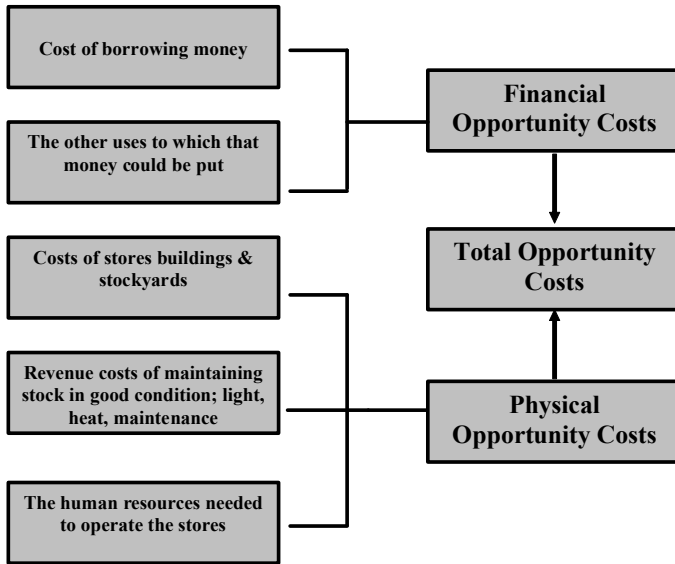 Cost of borrowing money
The other uses to which that
money could be put
Financial
Opportunity Costs
Costs of stores buildings &
stockyards
Total Opportunity
Costs
Revenue costs of maintaining
stock in good condition; light,
heat, maintenance
Physical
Opportunity Costs
The human resources needed
to operate the stores